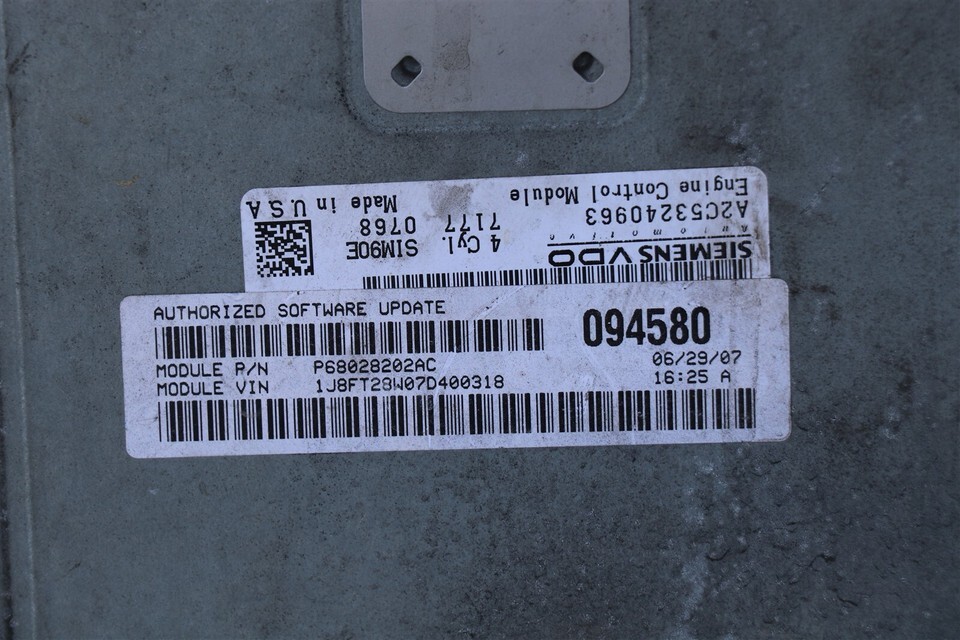 SIEMENS VDO
Automotive
A2C53240963
Engine Control Module
4 Cyl. SIM90E
7177 0768
Made in U.S.A
AUTHORIZED SOFTWARE UPDATE
094580
MODULE P/N P68028202AC 06/29/07
MODULE VIN 1J8FT28W07D400318 16:25 A